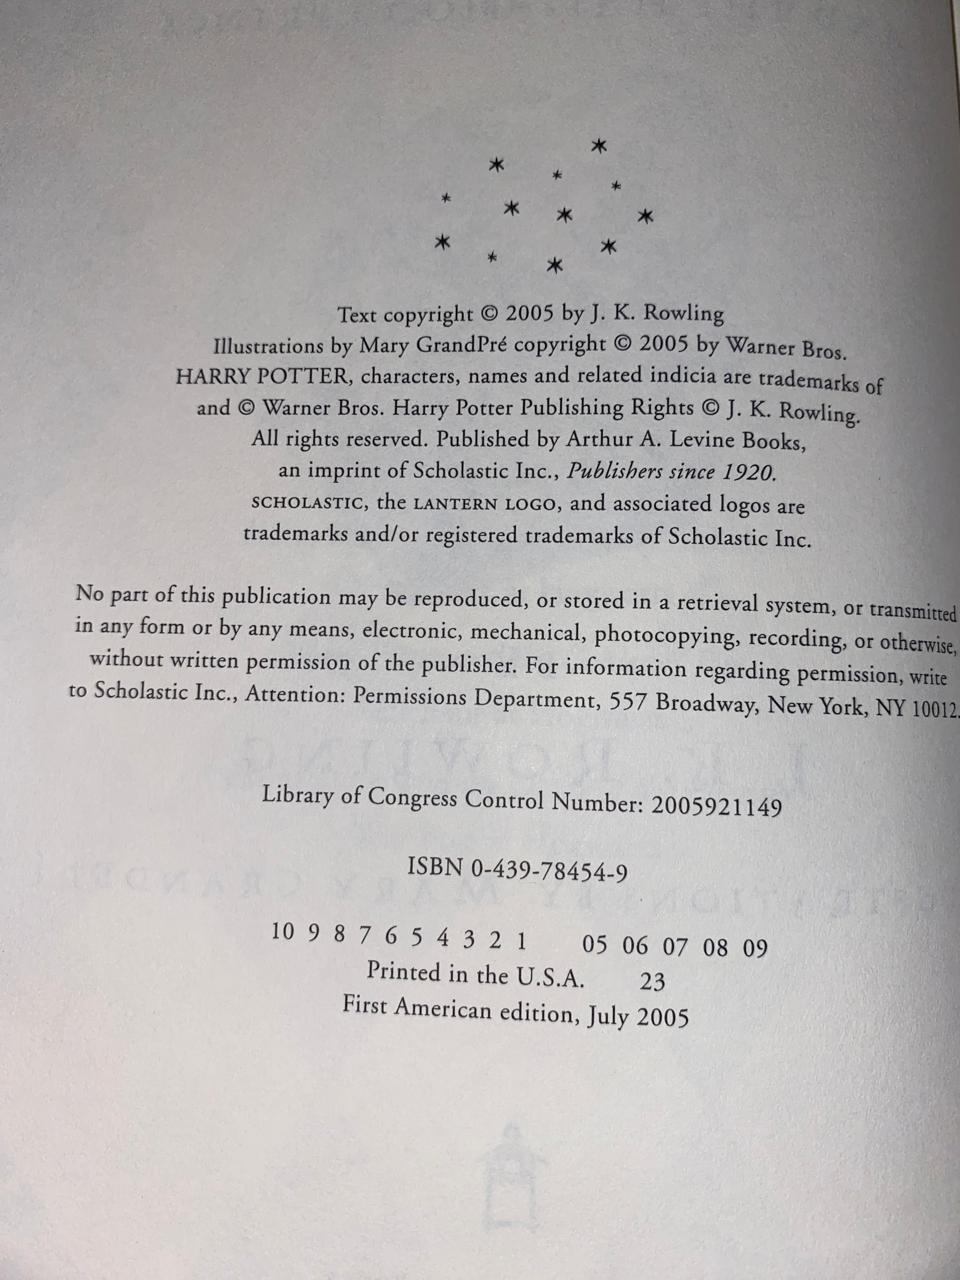 Text copyright © 2005 by J. K. Rowling
Illustrations by Mary GrandPré copyright © 2005 by Warner Bros.
HARRY POTTER, characters, names and related indicia are trademarks of
and © Warner Bros. Harry Potter Publishing Rights © J. K. Rowling.
All rights reserved. Published by Arthur A. Levine Books,
an imprint of Scholastic Inc., Publishers since 1920.
SCHOLASTIC, the LANTERN LOGO, and associated logos are
trademarks and/or registered trademarks of Scholastic Inc.
No part of this publication may be reproduced, or stored in a retrieval system, or transmitted
in any form or by any means, electronic, mechanical, photocopying, recording, or otherwise,
without written permission of the publisher. For information regarding permission, write
to Scholastic Inc., Attention: Permissions Department, 557 Broadway, New York, NY 10012.
Library of Congress Control Number: 2005921149
ISBN 0-439-78454-9
10 9 8 7 6 5 4 3 2 1 05 06 07 08 09
Printed in the U.S.A. 23
First American edition, July 2005